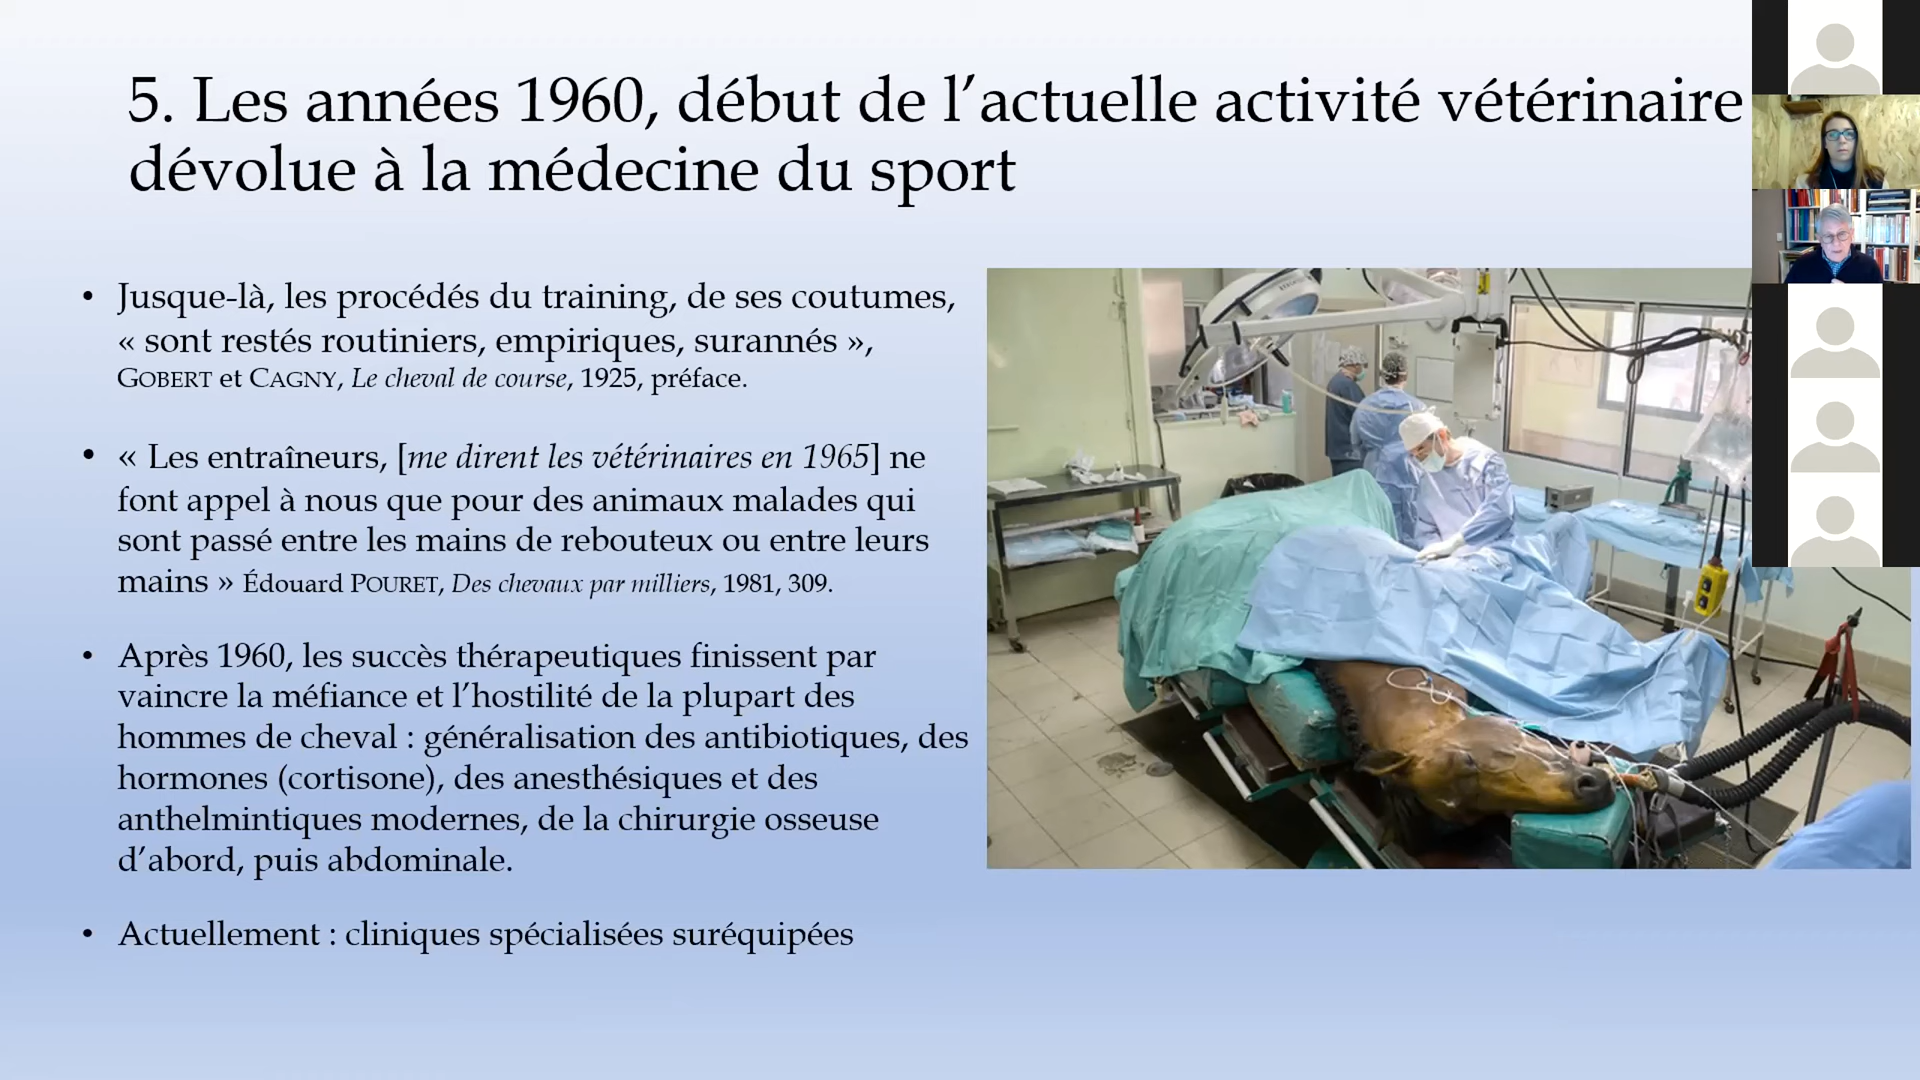 5. Les années 1960, début de l’actuelle activité vétérinaire
dévolue à la médecine du sport
• Jusque-là, les procédés du training, de ses coutumes,
« sont restés routiniers, empiriques, surannés »,
GOBERT et CAGNY, Le cheval de course, 1925, préface.
• « Les entraîneurs, [me dirent les vétérinaires en 1965] ne
font appel à nous que pour des animaux malades qui
sont passé entre les mains de rebouteux ou entre leurs
mains » Édouard POURET, Des chevaux par milliers, 1981, 309.
• Après 1960, les succès thérapeutiques finissent par
vaincre la méfiance et l’hostilité de la plupart des
hommes de cheval : généralisation des antibiotiques, des
hormones (cortisone), des anesthésiques et des
anthelmintiques modernes, de la chirurgie osseuse
d’abord, puis abdominale.
• Actuellement : cliniques spécialisées suréquipées